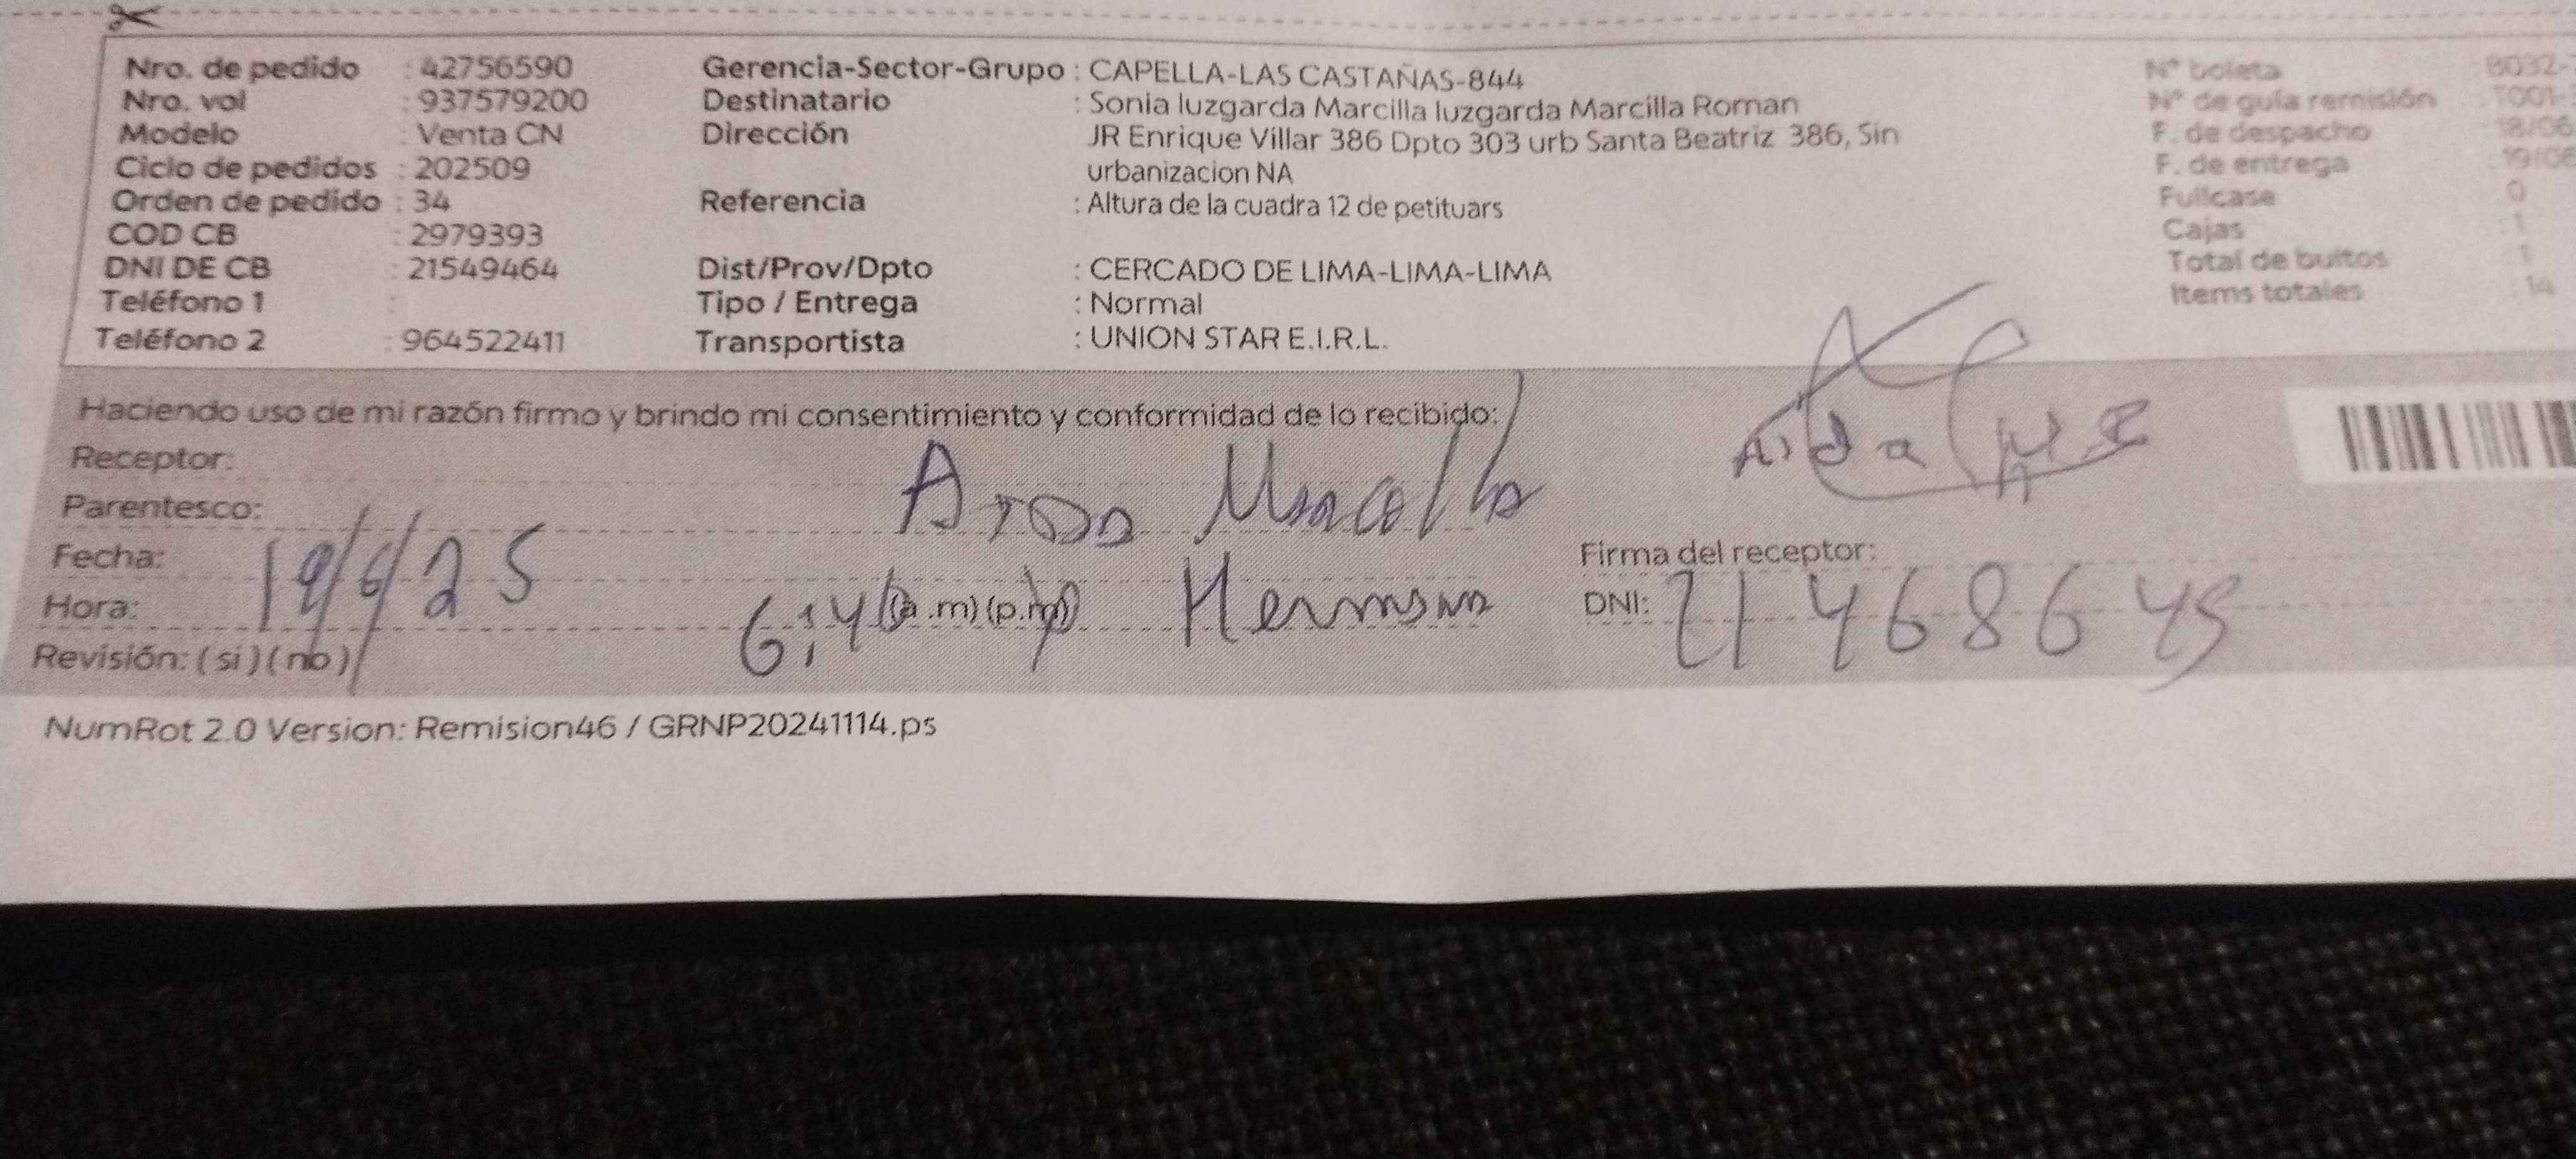 Nro. de pedido : 42756590
Nro. vol : 937579200
Modelo : Venta CN
Ciclo de pedidos : 202509
Orden de pedido : 34
COD CB : 2979393
DNI DE CB : 21549464
Teléfono 1 :
Teléfono 2 : 964522411
Gerencia-Sector-Grupo : CAPELLA-LAS CASTAÑAS-844
Destinatario : Sonia luzgarda Marcilla luzgarda Marcilla Roman
Dirección JR Enrique Villar 386 Dpto 303 urb Santa Beatriz 386, Sin
urbanizacion NA
Referencia : Altura de la cuadra 12 de petituars
Dist/Prov/Dpto : CERCADO DE LIMA-LIMA-LIMA
Tipo / Entrega : Normal
Transportista : UNION STAR E.I.R.L.
N° boleta : B032-
N° de guía remisión : T001-
F. de despacho : 18/06
F. de entrega : 19/06
Fullcase : 0
Cajas : 1
Total de bultos : 1
Items totales : 14
Haciendo uso de mi razón firmo y brindo mi consentimiento y conformidad de lo recibido:
Receptor:
Parentesco:
Fecha: 19/6/25
Hora: (a .m) (p.m)
Hermana
Revisión: (si) (no)
Aida
Firma del receptor:
DNI: 21468645
NumRot 2.0 Version: Remision46 / GRNP20241114.ps